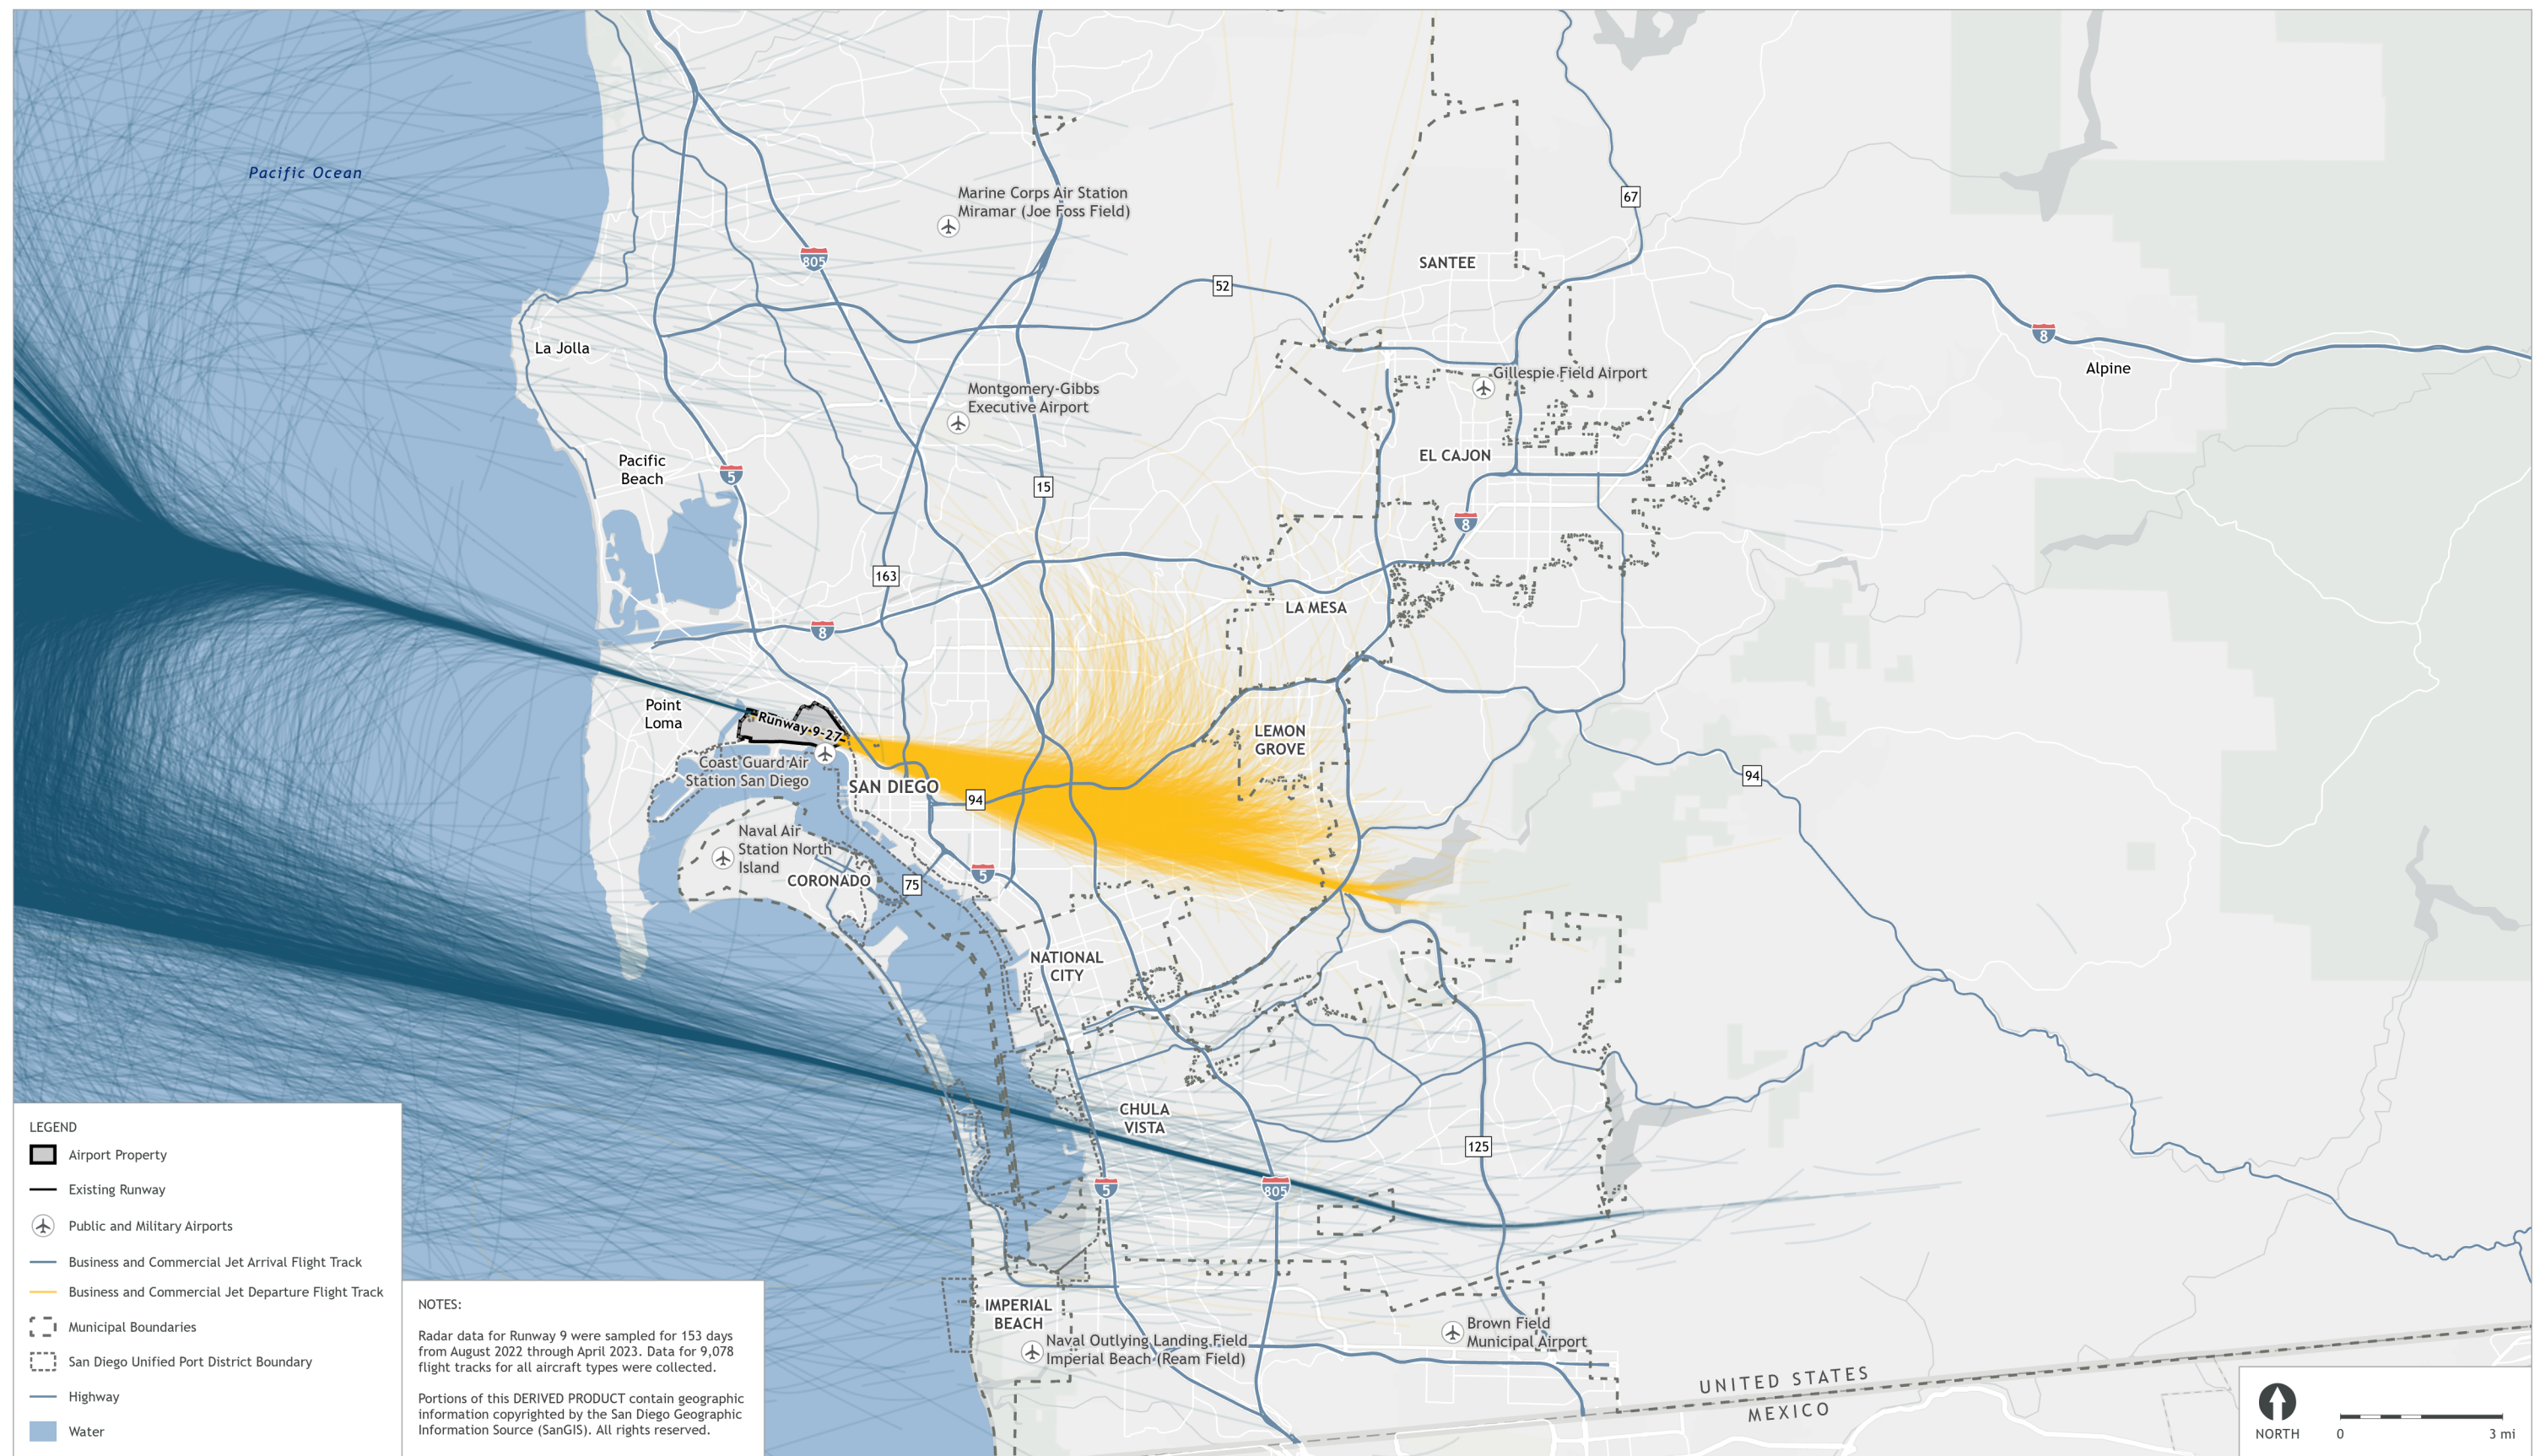 Pacific Ocean
Marine Corps Air Station
Miramar (Joe Foss Field)
67
805
SANTEE
52
8
La Jolla
Alpine
Gillespie Field Airport
Montgomery-Gibbs
Executive Airport
EL CAJON
Pacific
Beach
5
15
8
163
LA MESA
8
Point
Loma
Runway 9-27
LEMON
GROVE
Coast Guard Air
Station San Diego
SAN DIEGO
94
94
Naval Air
Station North
Island
CORONADO
75
5
NATIONAL
CITY
CHULA
VISTA
125
5
805
IMPERIAL
BEACH
Naval Outlying Landing Field
Imperial Beach (Ream Field)
Brown Field
Municipal Airport
UNITED STATES
MEXICO
LEGEND
Airport Property
Existing Runway
Public and Military Airports
Business and Commercial Jet Arrival Flight Track
Business and Commercial Jet Departure Flight Track
Municipal Boundaries
San Diego Unified Port District Boundary
Highway
Water
NOTES:
Radar data for Runway 9 were sampled for 153 days
from August 2022 through April 2023. Data for 9,078
flight tracks for all aircraft types were collected.
Portions of this DERIVED PRODUCT contain geographic
information copyrighted by the San Diego Geographic
Information Source (SanGIS). All rights reserved.
NORTH
0
3 mi